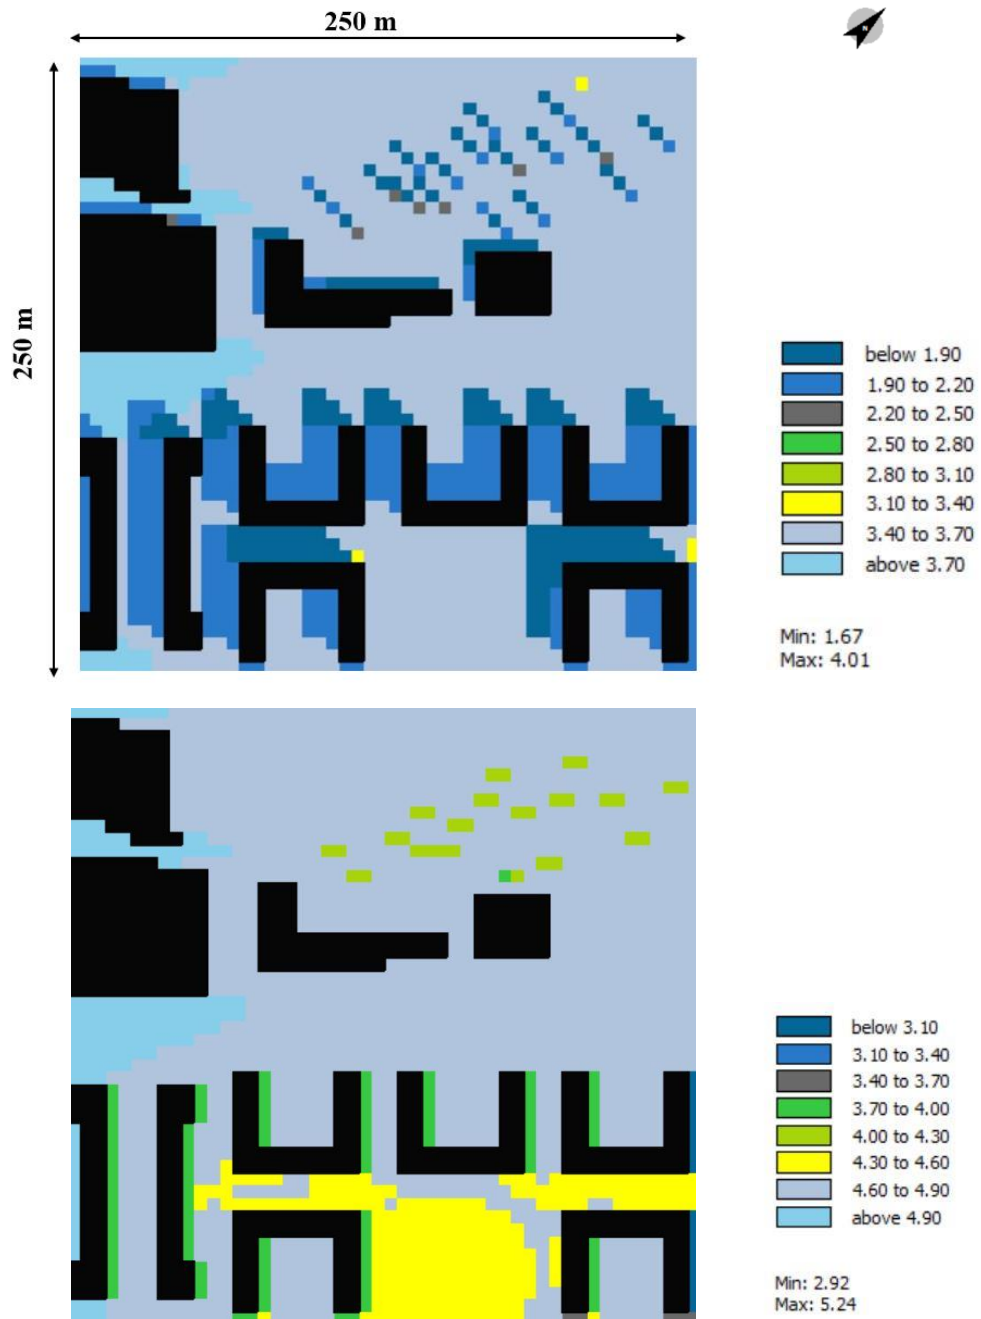 250 m
N
250 m
below 1.90
1.90 to 2.20
2.20 to 2.50
2.50 to 2.80
2.80 to 3.10
3.10 to 3.40
3.40 to 3.70
above 3.70
Min: 1.67
Max: 4.01
below 3.10
3.10 to 3.40
3.40 to 3.70
3.70 to 4.00
4.00 to 4.30
4.30 to 4.60
4.60 to 4.90
above 4.90
Min: 2.92
Max: 5.24